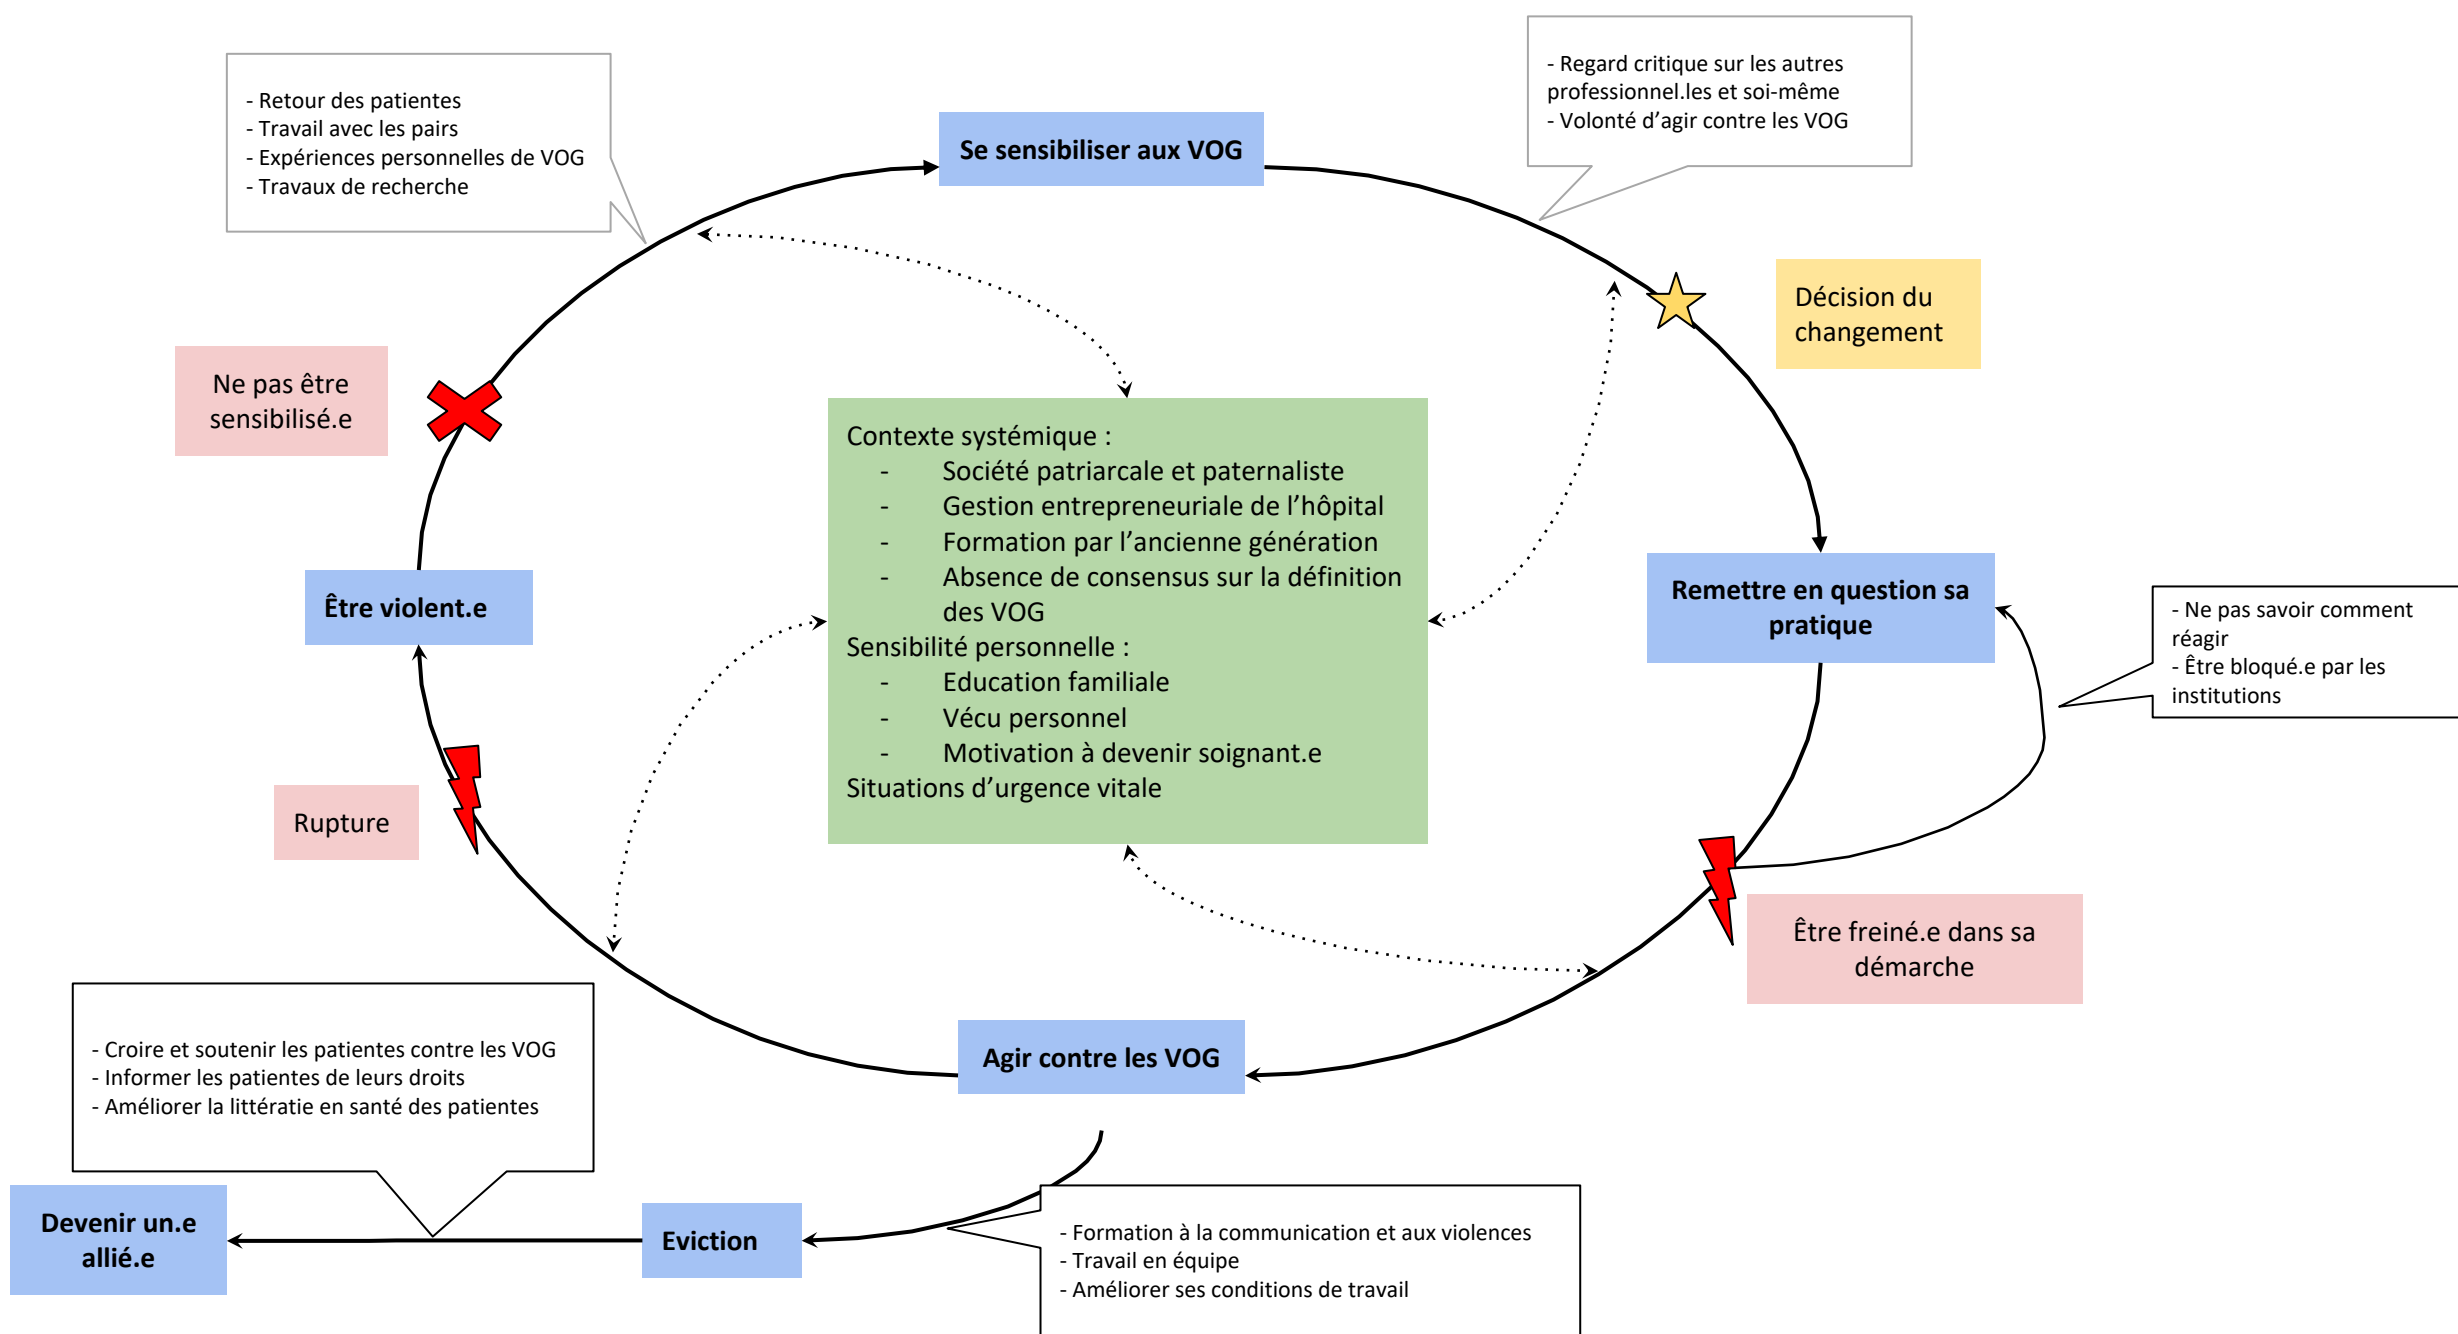 - Retour des patientes
- Travail avec les pairs
- Expériences personnelles de VOG
- Travaux de recherche
Se sensibiliser aux VOG
- Regard critique sur les autres
professionnel.les et soi-même
- Volonté d’agir contre les VOG
Décision du
changement
Ne pas être
sensibilisé.e
Contexte systémique :
- Société patriarcale et paternaliste
- Gestion entrepreneuriale de l’hôpital
- Formation par l’ancienne génération
- Absence de consensus sur la définition
des VOG
Sensibilité personnelle :
- Education familiale
- Vécu personnel
- Motivation à devenir soignant.e
Situations d’urgence vitale
Être violent.e
Remettre en question sa
pratique
- Ne pas savoir comment
réagir
- Être bloqué.e par les
institutions
Rupture
Être freiné.e dans sa
démarche
Agir contre les VOG
- Croire et soutenir les patientes contre les VOG
- Informer les patientes de leurs droits
- Améliorer la littératie en santé des patientes
Devenir un.e
allié.e
Eviction
- Formation à la communication et aux violences
- Travail en équipe
- Améliorer ses conditions de travail